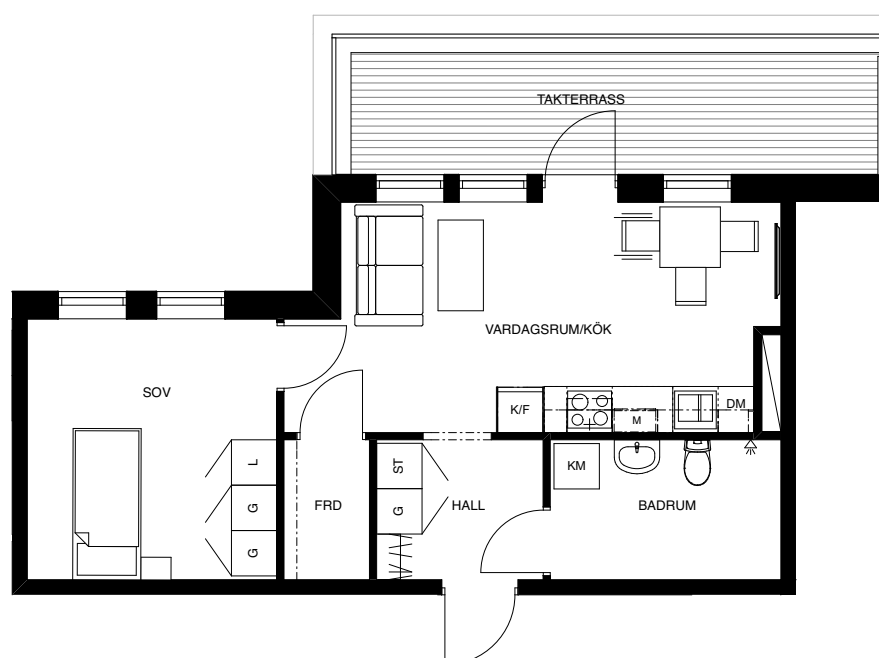 TAKTERRASS
VARDAGSRUM/KÖK
SOV
K/F
M
DM
L
G
G
FRD
ST
G
HALL
KM
BADRUM